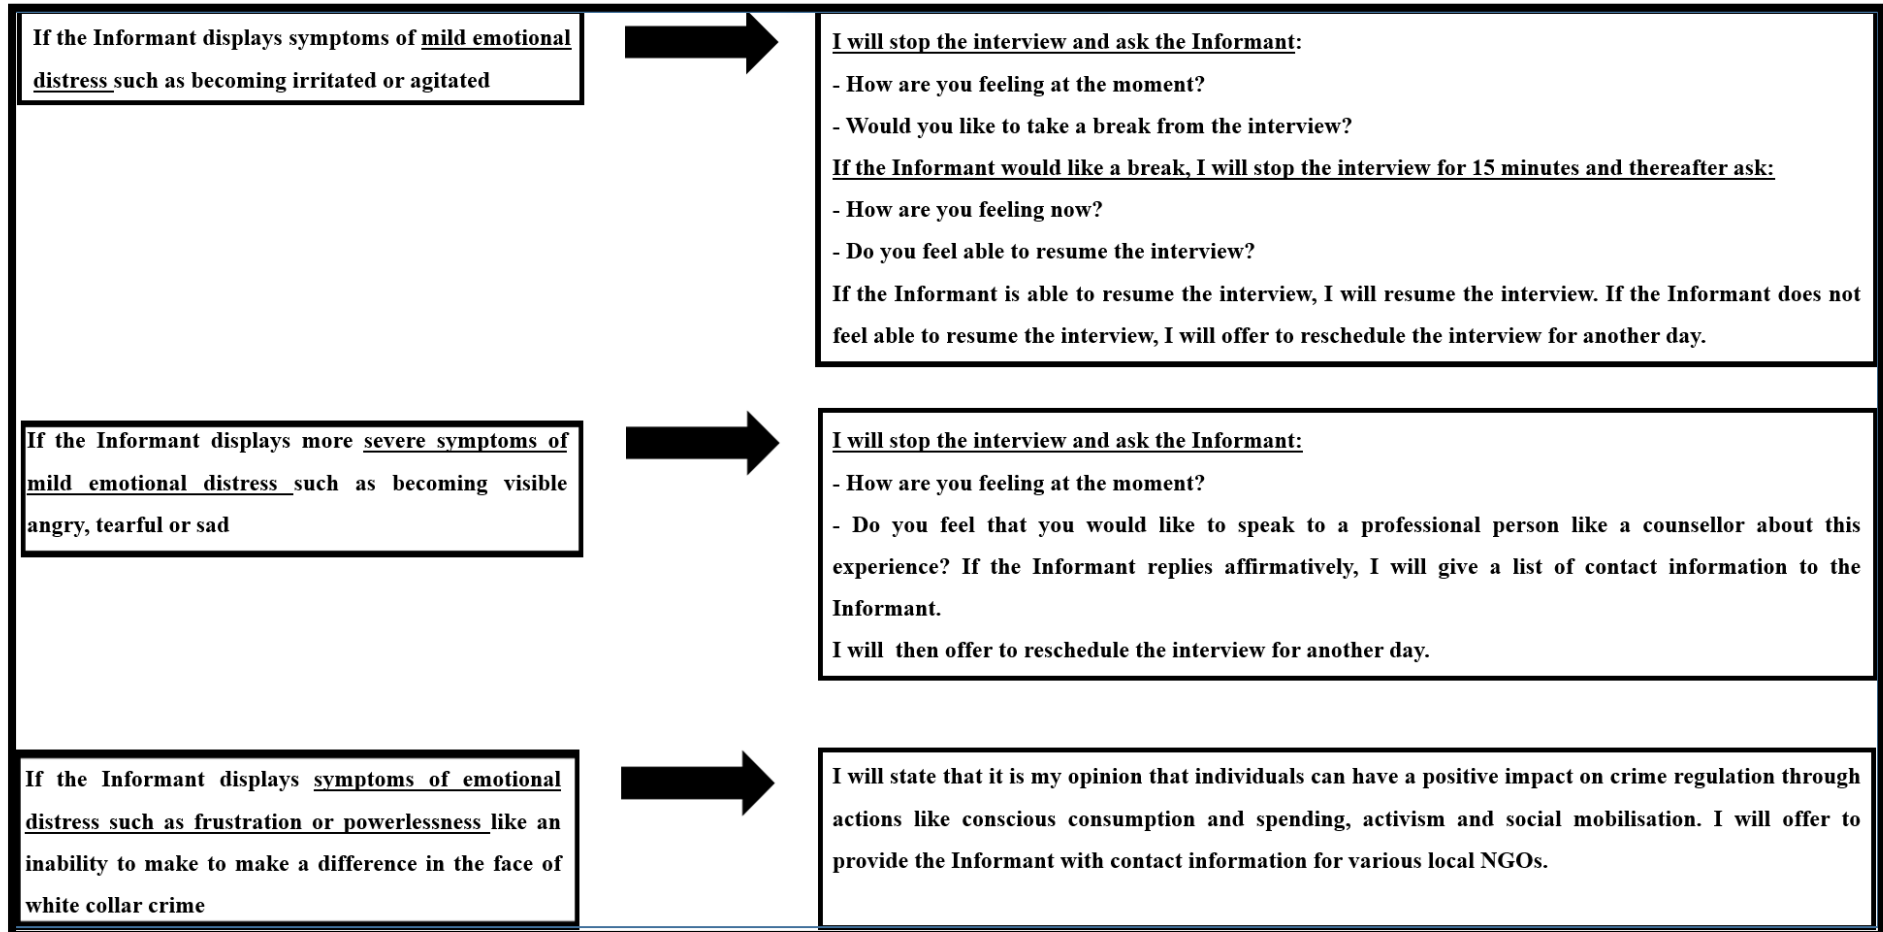 If the Informant displays symptoms of mild emotional
distress such as becoming irritated or agitated
I will stop the interview and ask the Informant:
- How are you feeling at the moment?
- Would you like to take a break from the interview?
If the Informant would like a break, I will stop the interview for 15 minutes and thereafter ask:
- How are you feeling now?
- Do you feel able to resume the interview?
If the Informant is able to resume the interview, I will resume the interview. If the Informant does not
feel able to resume the interview, I will offer to reschedule the interview for another day.
If the Informant displays more severe symptoms of
mild emotional distress such as becoming visible
angry, tearful or sad
I will stop the interview and ask the Informant:
- How are you feeling at the moment?
- Do you feel that you would like to speak to a professional person like a counsellor about this
experience? If the Informant replies affirmatively, I will give a list of contact information to the
Informant.
I will  then offer to reschedule the interview for another day.
If the Informant displays symptoms of emotional
distress such as frustration or powerlessness like an
inability to make to make a difference in the face of
white collar crime
I will state that it is my opinion that individuals can have a positive impact on crime regulation through
actions like conscious consumption and spending, activism and social mobilisation. I will offer to
provide the Informant with contact information for various local NGOs.